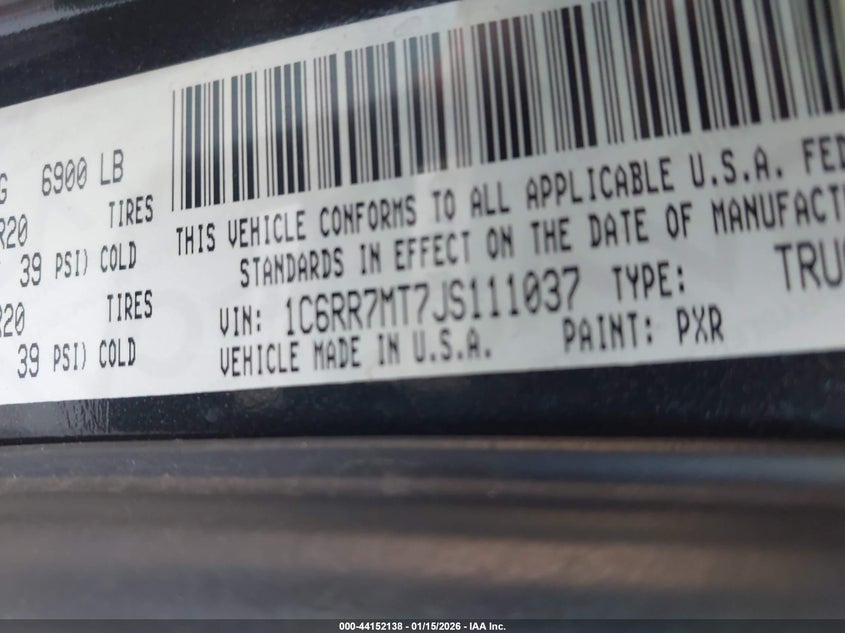 G 6900 LB
R20 TIRES
39 PSI) COLD
R20 TIRES
39 PSI) COLD
THIS VEHICLE CONFORMS TO ALL APPLICABLE U.S.A. FED
STANDARDS IN EFFECT ON THE DATE OF MANUFACT
VIN: 1C6RR7MT7JS111037 TYPE: TRU
VEHICLE MADE IN U.S.A. PAINT: PXR
000-44152138 - 01/15/2026 - IAA Inc.